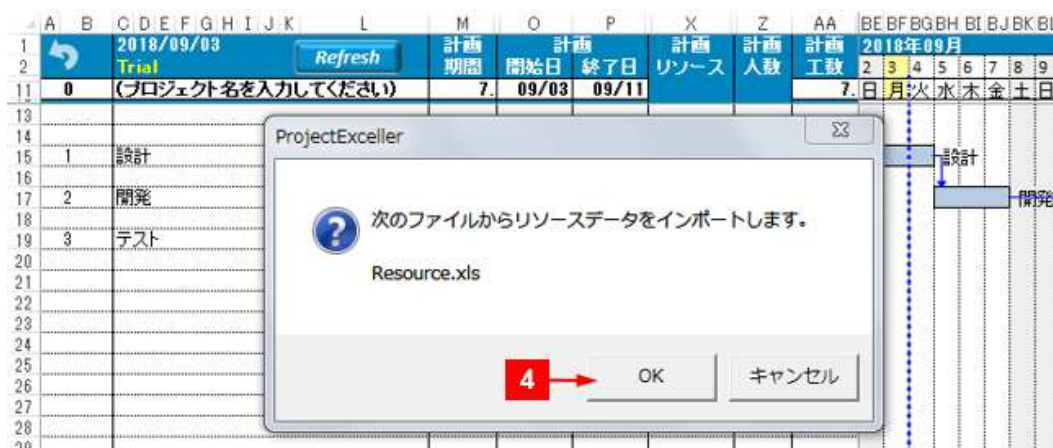 A B C D E F G H I J K L M O P X Z AA BE BF BG BH BI BJ BK BL
1 2018/09/03 Refresh 計画 計画 計画 計画 計画 2018年09月
2 Trial 期間 開始日 終了日 リソース 人数 工数 2 3 4 5 6 7 8 9
11 0 (プロジェクト名を入力してください) 7. 09/03 09/11 7. 日 月 火 水 木 金 土 日
13
14
15 1 設計 設計
16
17 2 開発 開発
18
19 3 テスト
20
21
22
23
24
25
26
27
28
ProjectExceller
次のファイルからリソースデータをインポートします。
Resource.xls
4 OK キャンセル